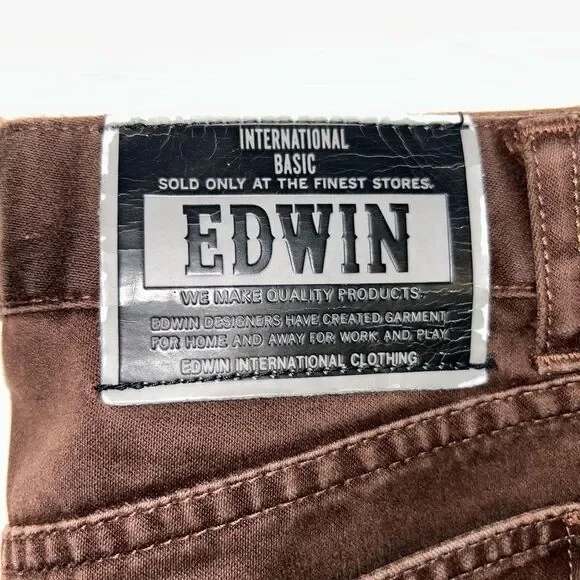 INTERNATIONAL
BASIC
SOLD ONLY AT THE FINEST STORES.
EDWIN
WE MAKE QUALITY PRODUCTS.
EDWIN DESIGNERS HAVE CREATED GARMENT
FOR HOME AND AWAY FOR WORK AND PLAY
EDWIN INTERNATIONAL CLOTHING